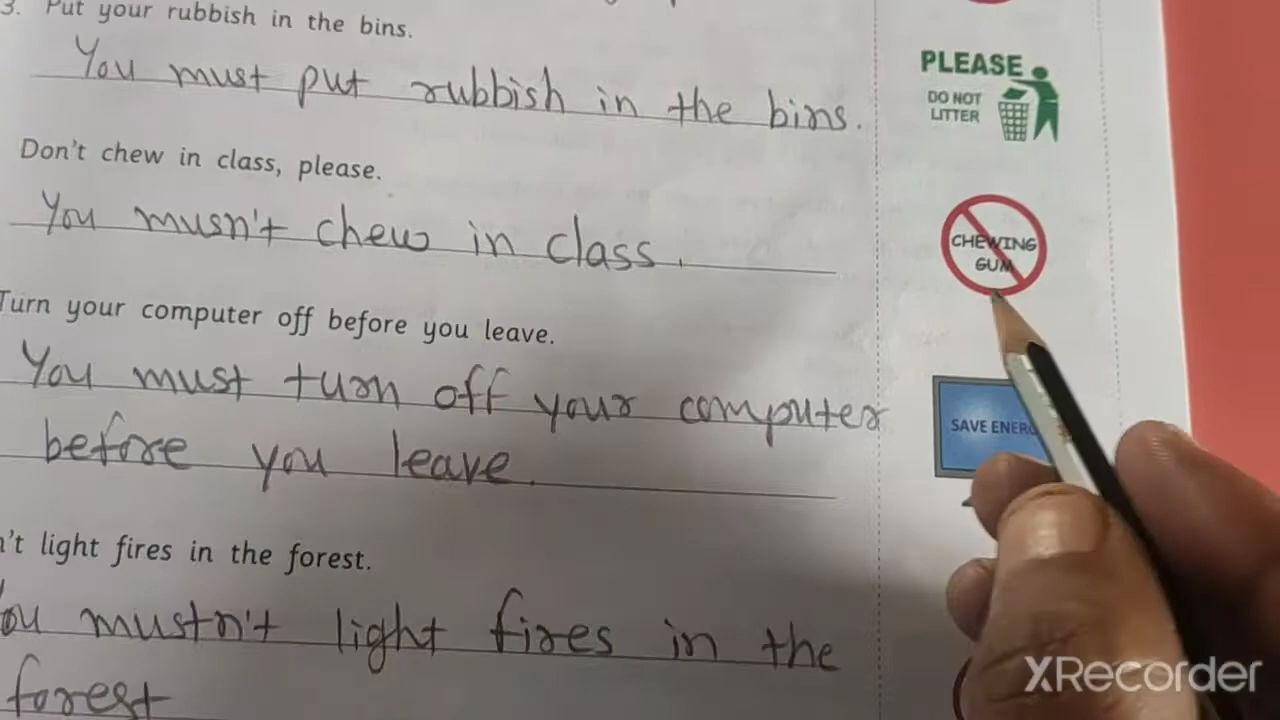 3. Put your rubbish in the bins.
You must put rubbish in the bins.
PLEASE
DO NOT
LITTER
Don't chew in class, please.
You musn't chew in class.
CHEWING
GUM
Turn your computer off before you leave.
You must turn off your computer
before you leave.
SAVE ENERG
n't light fires in the forest.
You mustn't light fires in the
forest
XRecorder